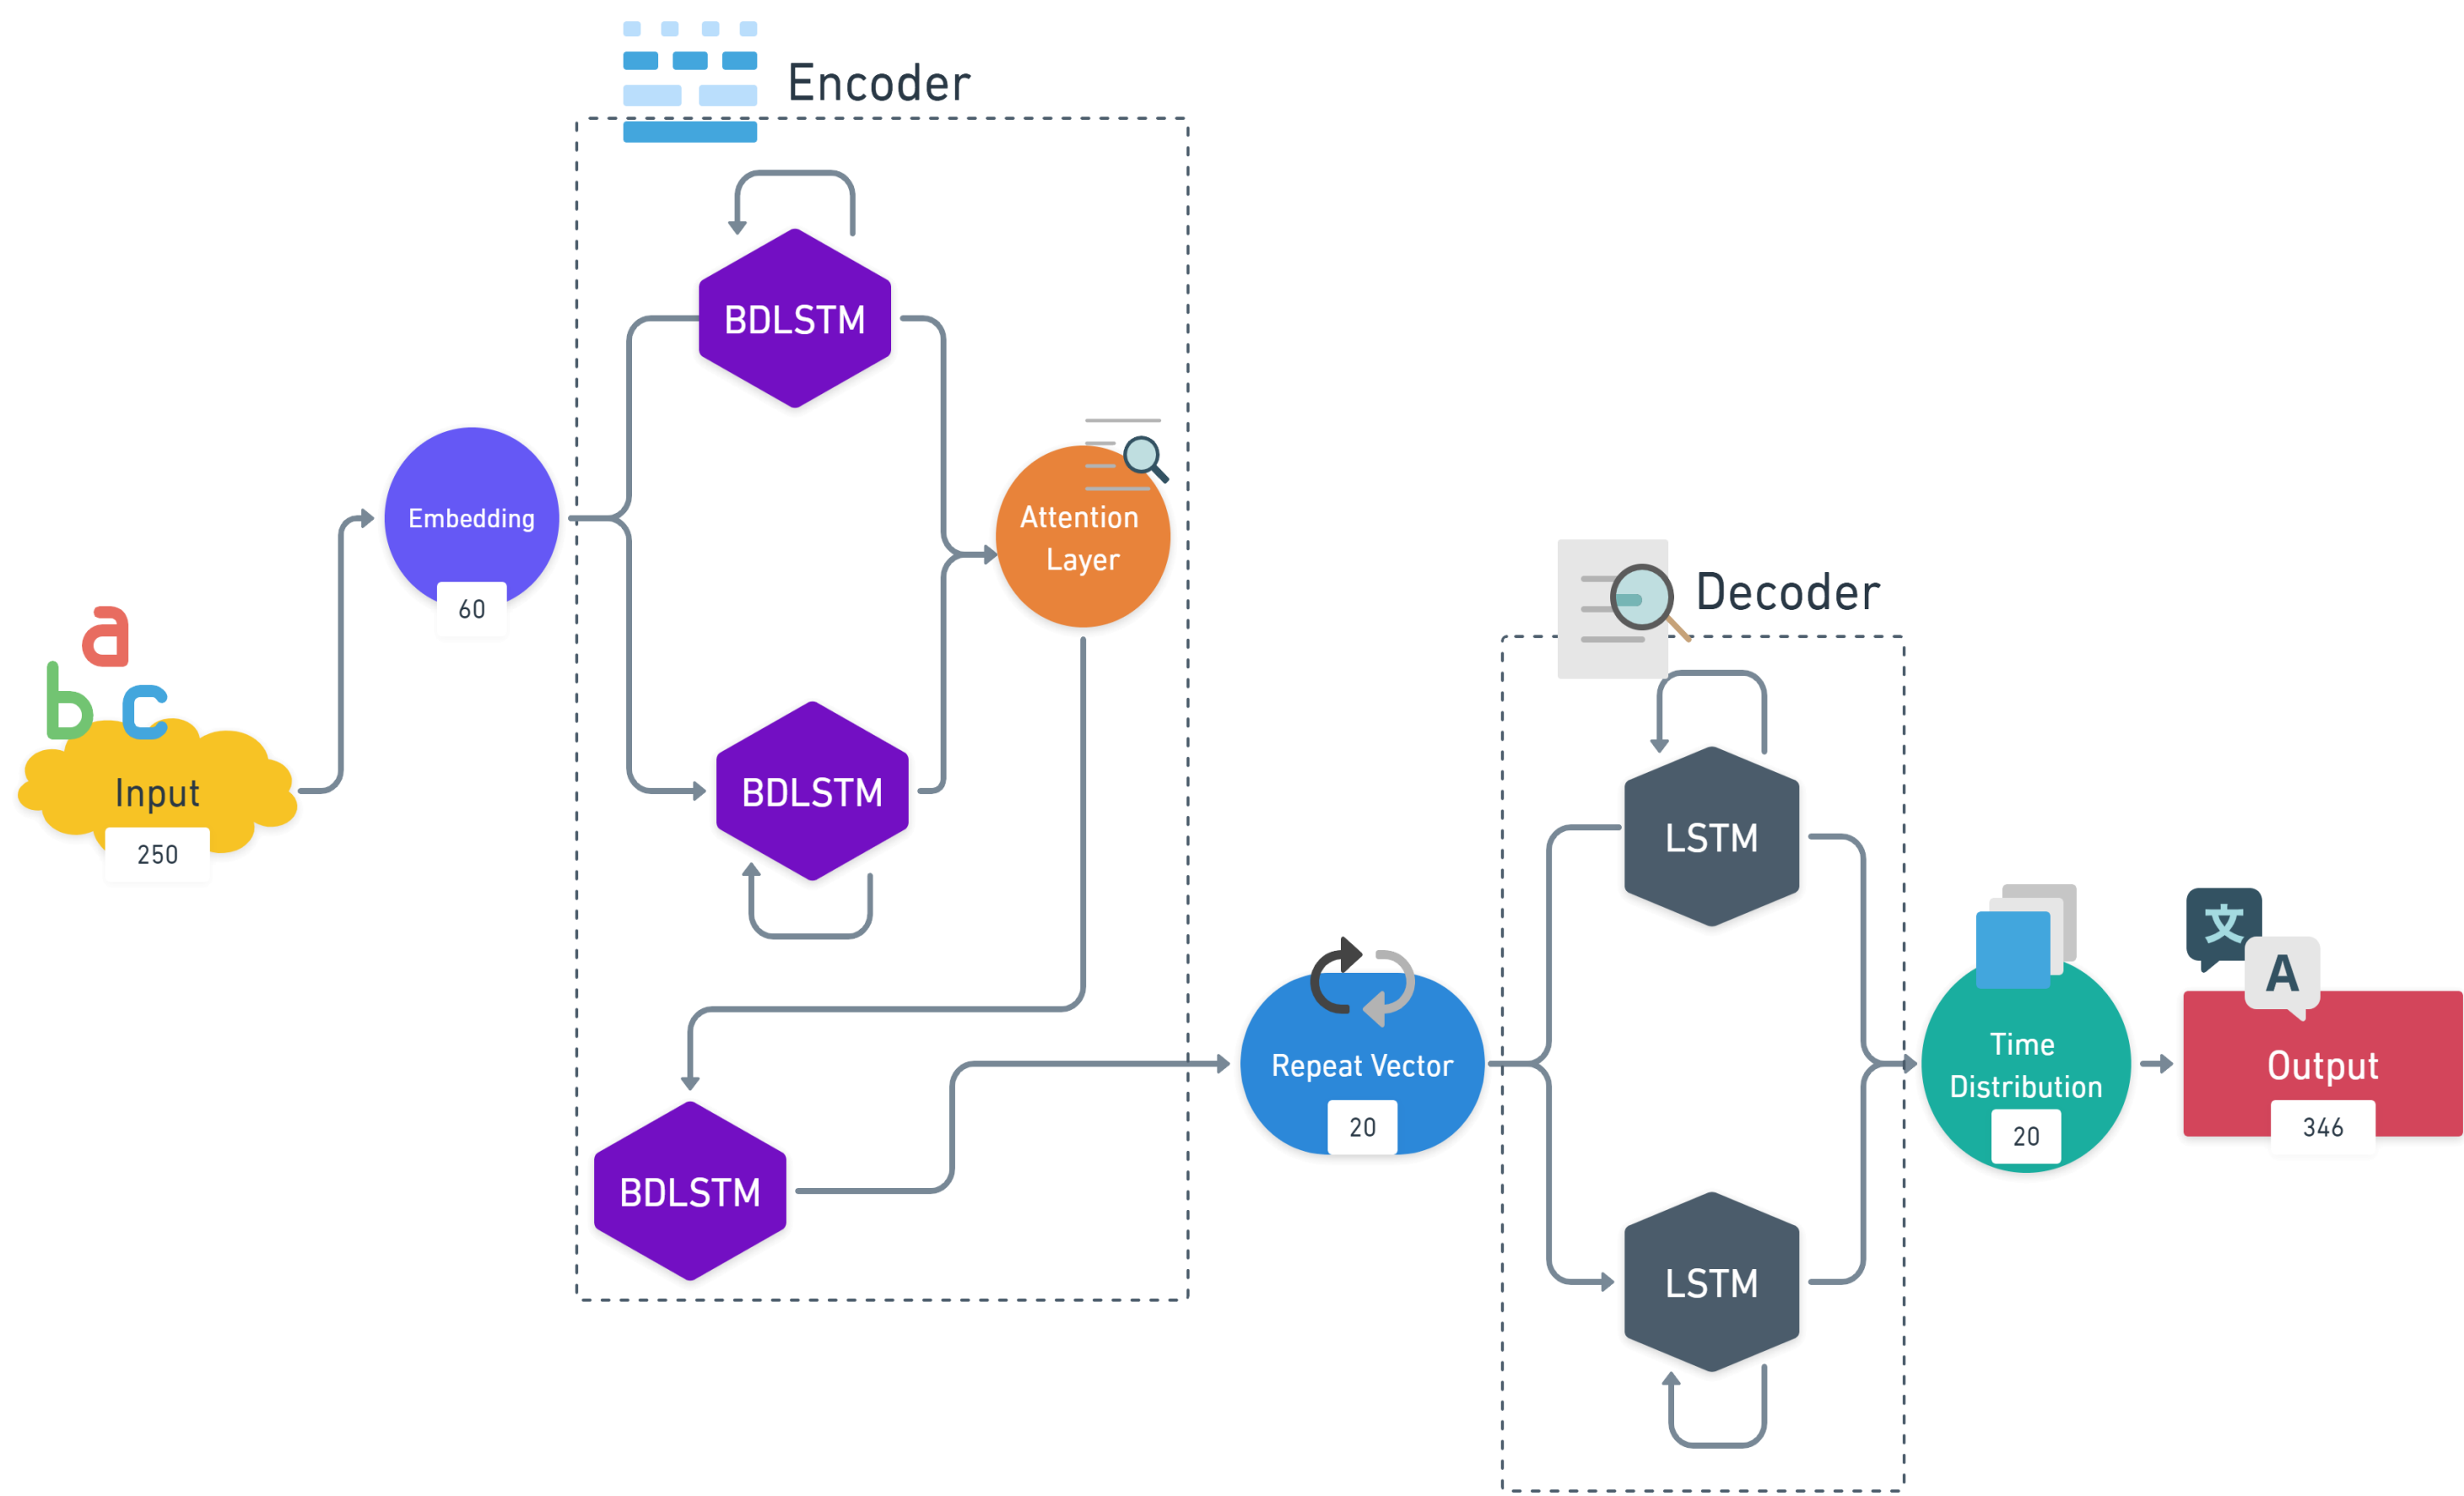 Encoder
BDLSTM
Embedding
60
Attention
Layer
a
b c
Input
250
BDLSTM
BDLSTM
Decoder
LSTM
Repeat Vector
20
LSTM
Time
Distribution
20
文
A
Output
346